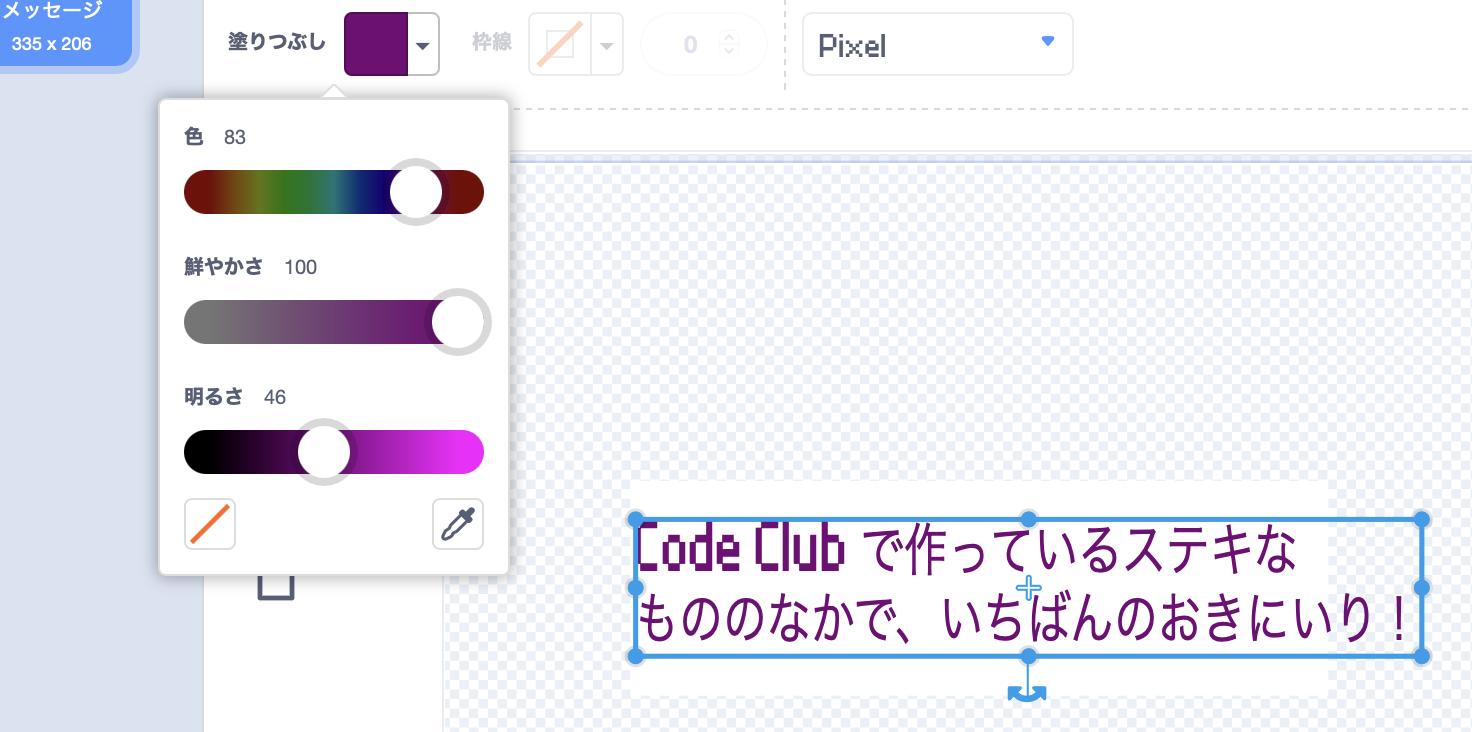 メッセージ
335 x 206
塗りつぶし
枠線
0
Pixel
色 83
鮮やかさ 100
明るさ 46
Code Club で作っているステキな
もののなかで、いちばんのおきにいり！